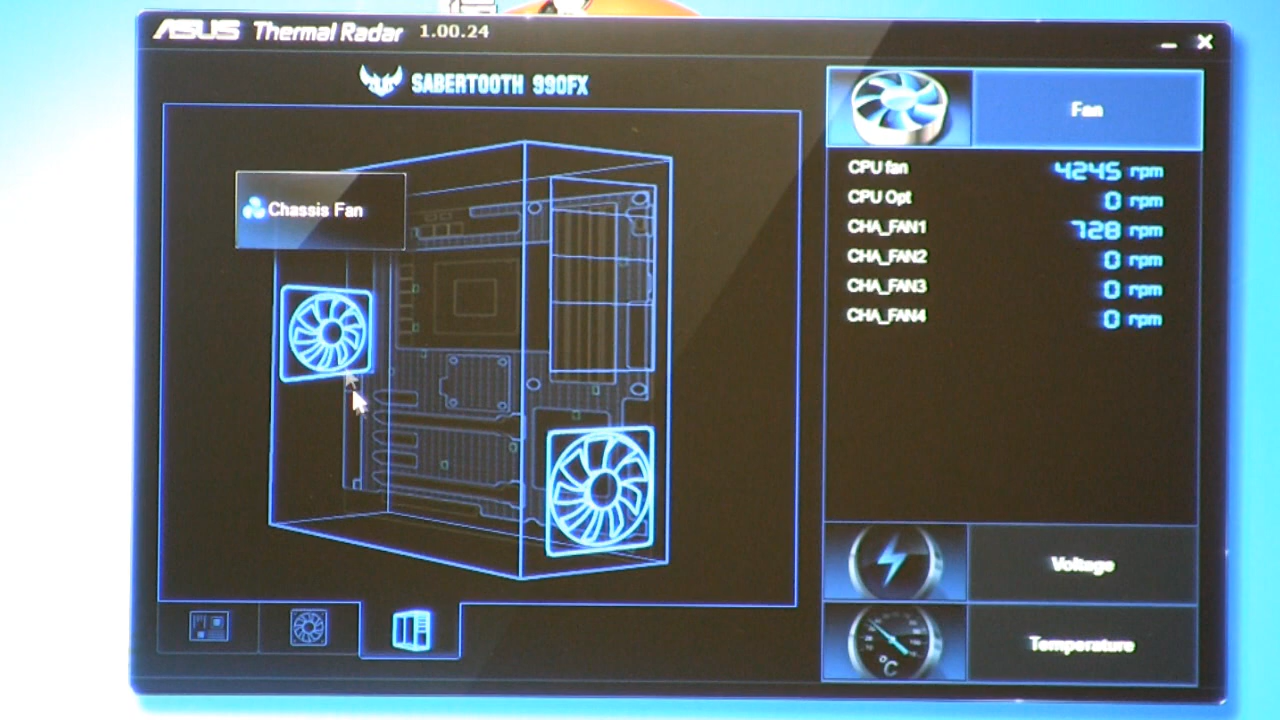 ASUS Thermal Radar 1.00.24
SABERTOOTH 990FX
Chassis Fan
Fan
CPU fan 4245 rpm
CPU Opt 0 rpm
CHA_FAN1 728 rpm
CHA_FAN2 0 rpm
CHA_FAN3 0 rpm
CHA_FAN4 0 rpm
Voltage
Temperature
°C